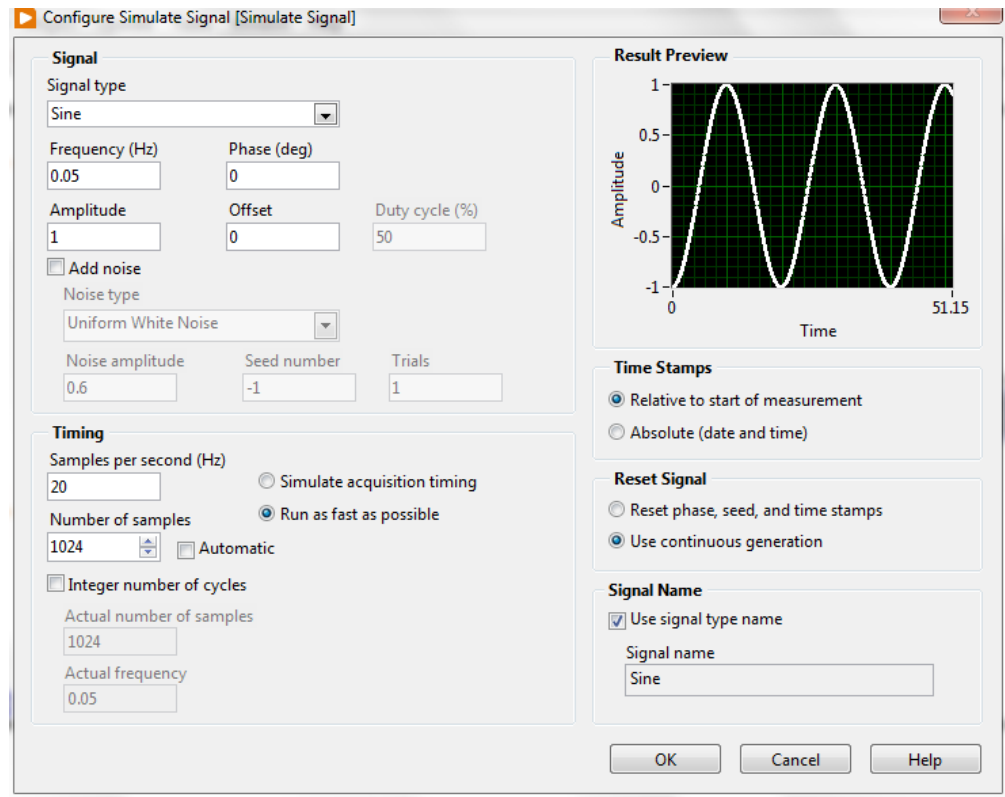 Configure Simulate Signal [Simulate Signal]
Signal
Signal type
Sine
Frequency (Hz) Phase (deg)
0.05 0
Amplitude Offset Duty cycle (%)
1 0 50
Add noise
Noise type
Uniform White Noise
Noise amplitude Seed number Trials
0.6 -1 1
Timing
Samples per second (Hz)
20
Simulate acquisition timing
Run as fast as possible
Number of samples
1024 Automatic
Integer number of cycles
Actual number of samples
1024
Actual frequency
0.05
Result Preview
1
0.5
0
-0.5
-1
Amplitude
0 51.15
Time
Time Stamps
Relative to start of measurement
Absolute (date and time)
Reset Signal
Reset phase, seed, and time stamps
Use continuous generation
Signal Name
Use signal type name
Signal name
Sine
OK Cancel Help